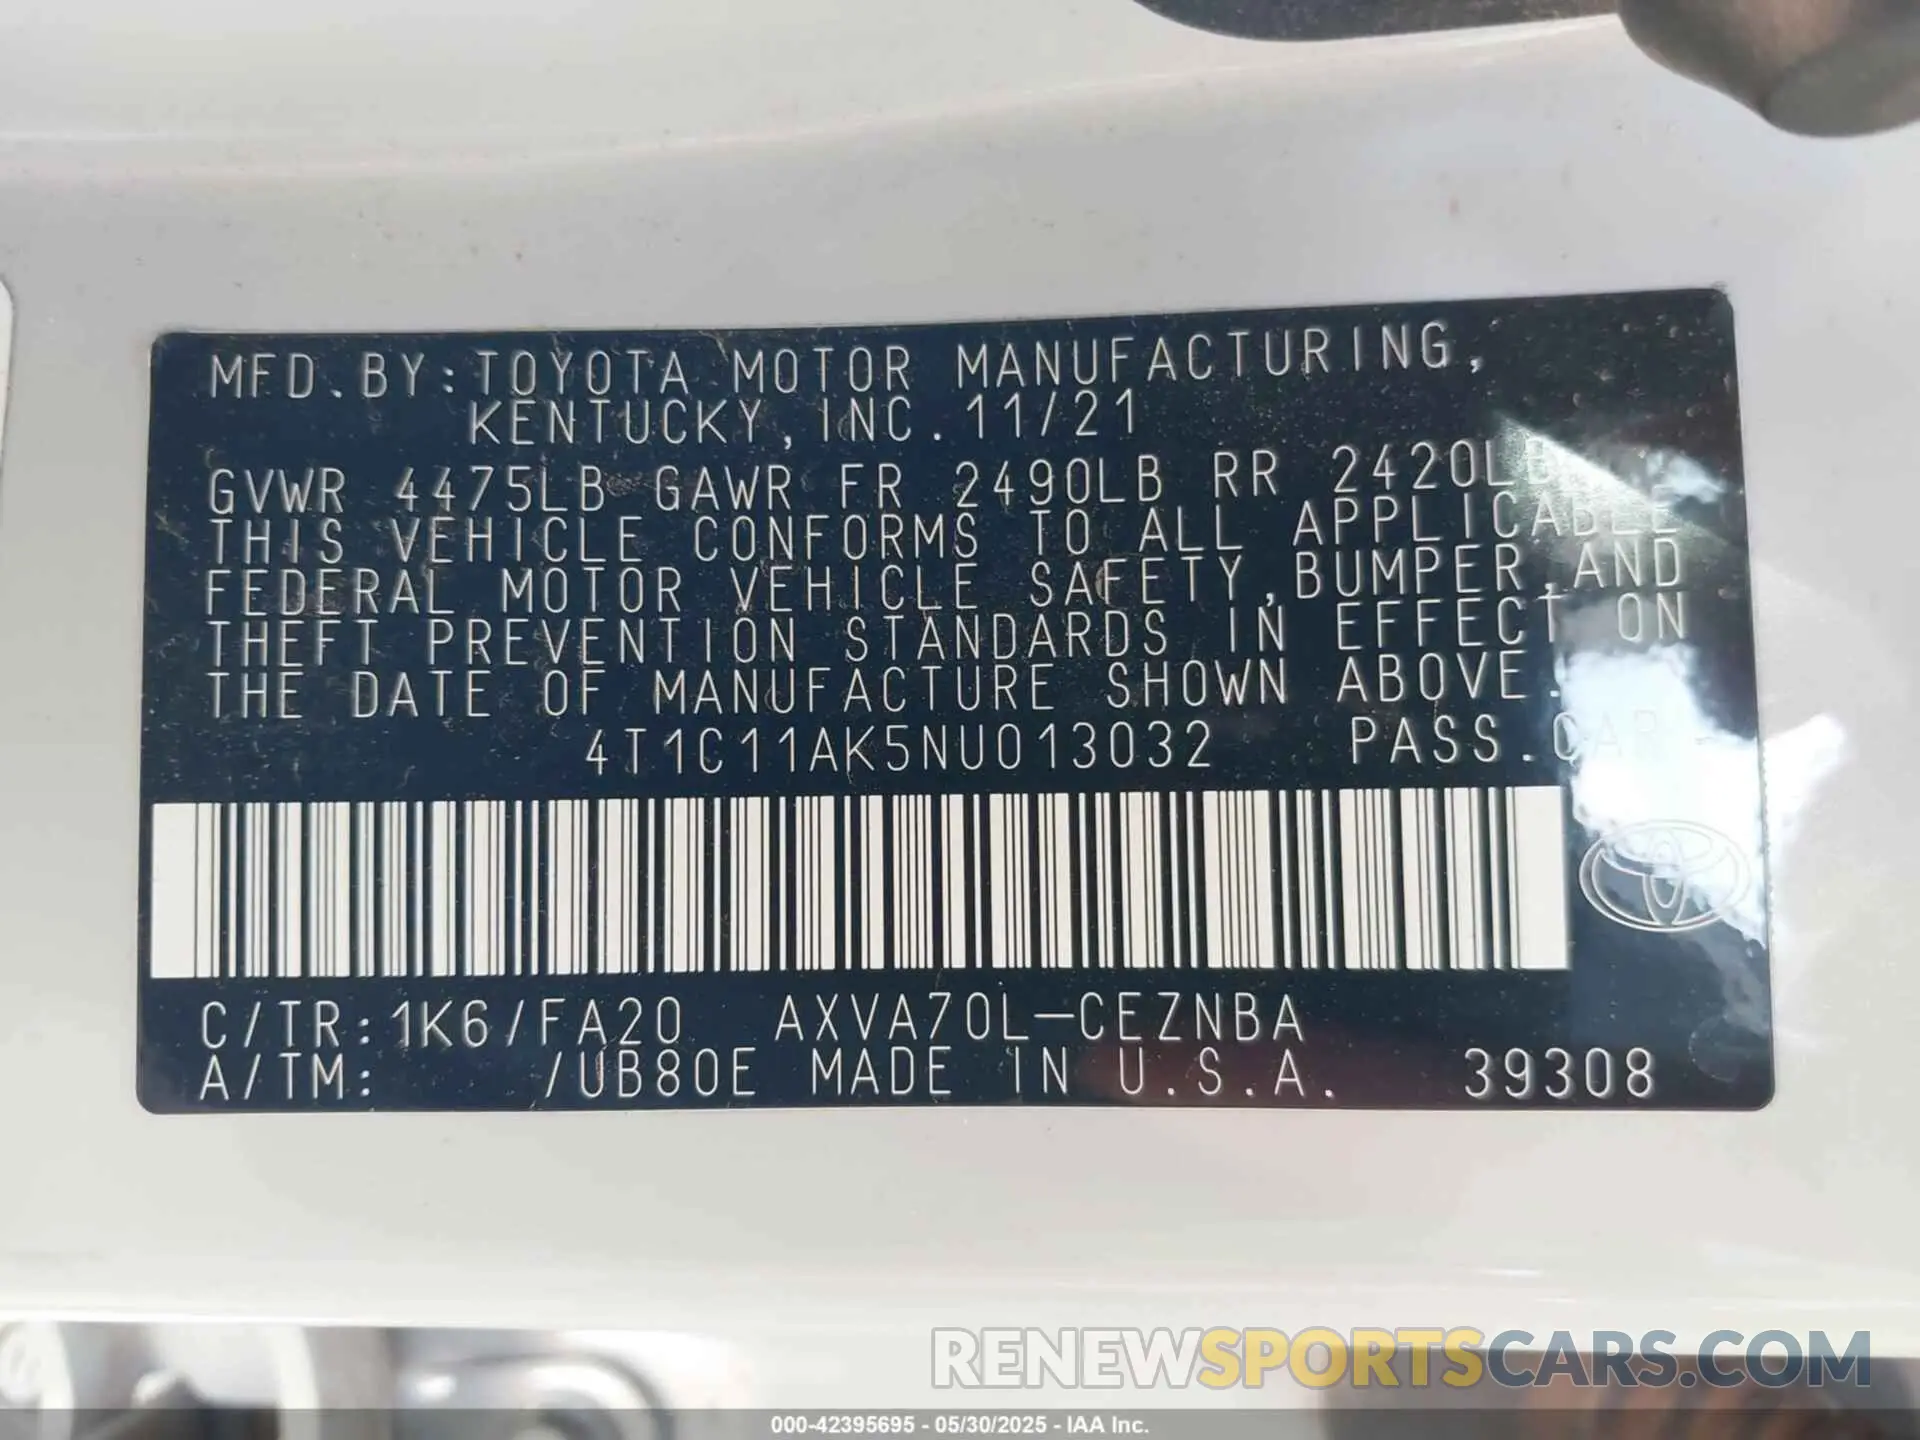 MFD.BY:TOYOTA MOTOR MANUFACTURING,
KENTUCKY,INC.11/21
GVWR 4475LB GAWR FR 2490LB RR 2420LB
THIS VEHICLE CONFORMS TO ALL APPLICABLE
FEDERAL MOTOR VEHICLE SAFETY,BUMPER,AND
THEFT PREVENTION STANDARDS IN EFFECT ON
THE DATE OF MANUFACTURE SHOWN ABOVE.
4T1C11AK5NU013032 PASS.CAR
C/TR:1K6/FA20 AXVA70L-CEZNBA
A/TM: /UB80E MADE IN U.S.A. 39308
RENEWSPORTSCARS.COM
000-42395695 - 05/30/2025 - IAA Inc.